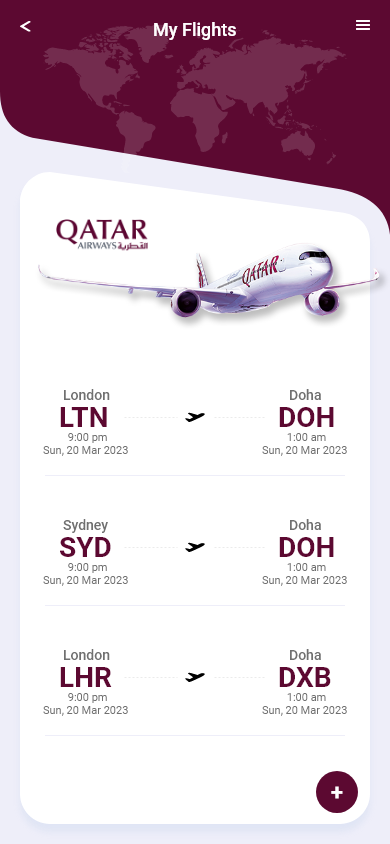 <
My Flights
QATAR
AIRWAYS القطرية
QATAR
London
Doha
LTN
DOH
9:00 pm
1:00 am
Sun, 20 Mar 2023
Sun, 20 Mar 2023
Sydney
Doha
SYD
DOH
9:00 pm
1:00 am
Sun, 20 Mar 2023
Sun, 20 Mar 2023
London
Doha
LHR
DXB
9:00 pm
1:00 am
Sun, 20 Mar 2023
Sun, 20 Mar 2023
+